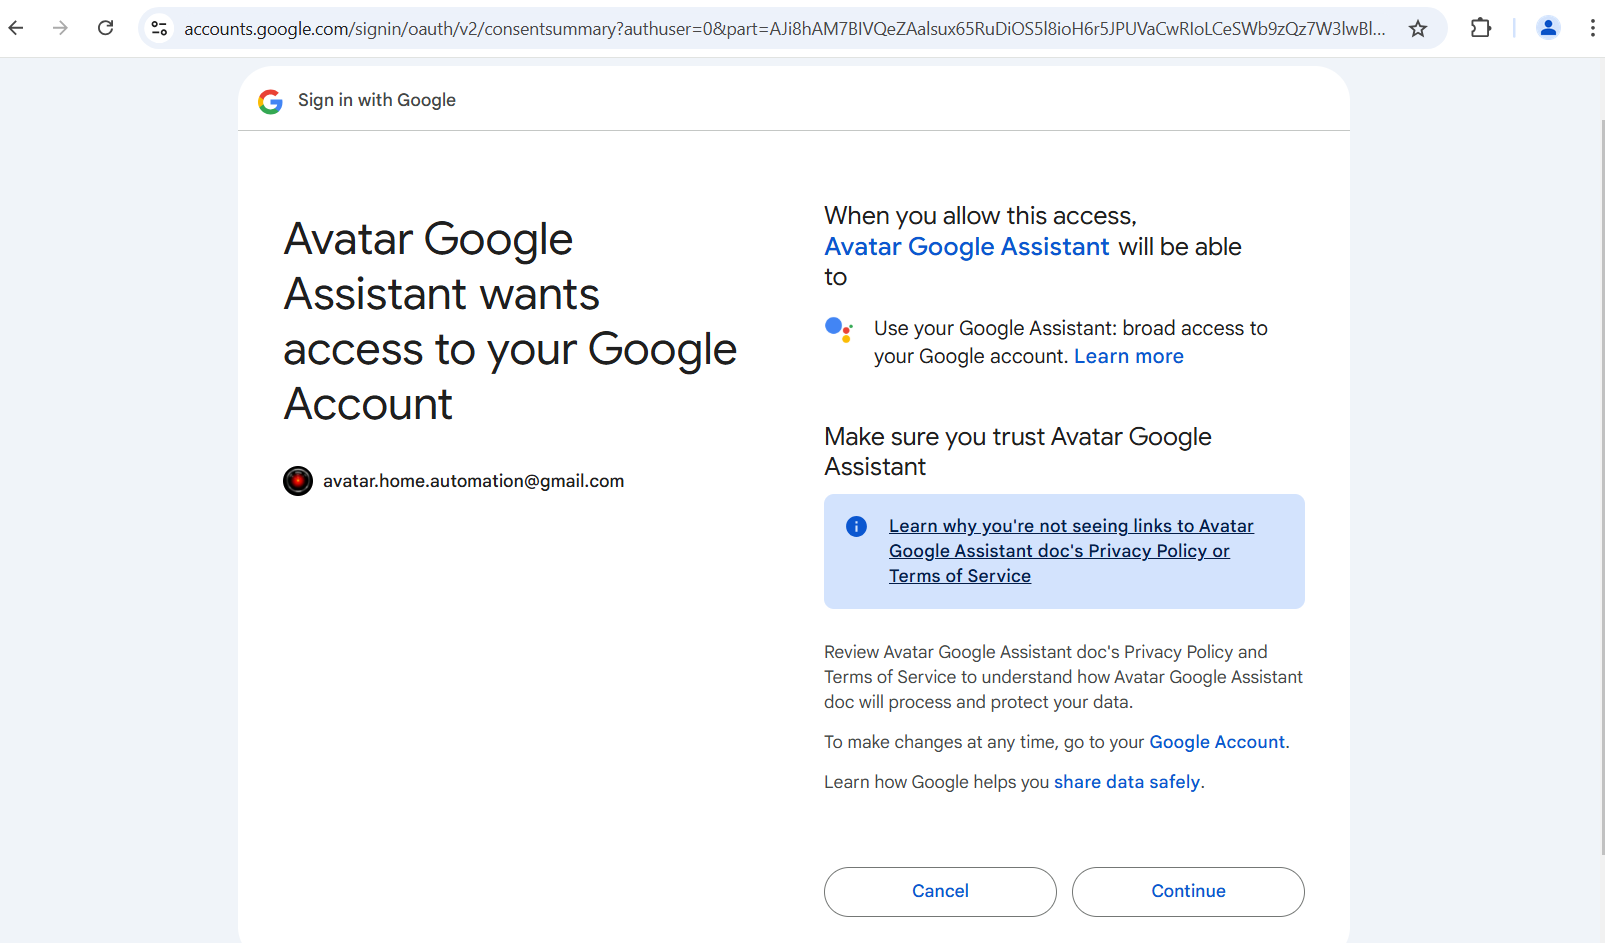 accounts.google.com/signin/oauth/v2/consentsummary?authuser=0&part=AJi8hAM7BIVQeZAalsux65RuDiOS5l8ioH6r5JPUVaCwRIoLCeSWb9zQz7W3lwBl...
Sign in with Google
Avatar Google
Assistant wants
access to your Google
Account
avatar.home.automation@gmail.com
When you allow this access,
Avatar Google Assistant will be able
to
Use your Google Assistant: broad access to
your Google account. Learn more
Make sure you trust Avatar Google
Assistant
Learn why you're not seeing links to Avatar
Google Assistant doc's Privacy Policy or
Terms of Service
Review Avatar Google Assistant doc's Privacy Policy and
Terms of Service to understand how Avatar Google Assistant
doc will process and protect your data.
To make changes at any time, go to your Google Account.
Learn how Google helps you share data safely.
Cancel
Continue